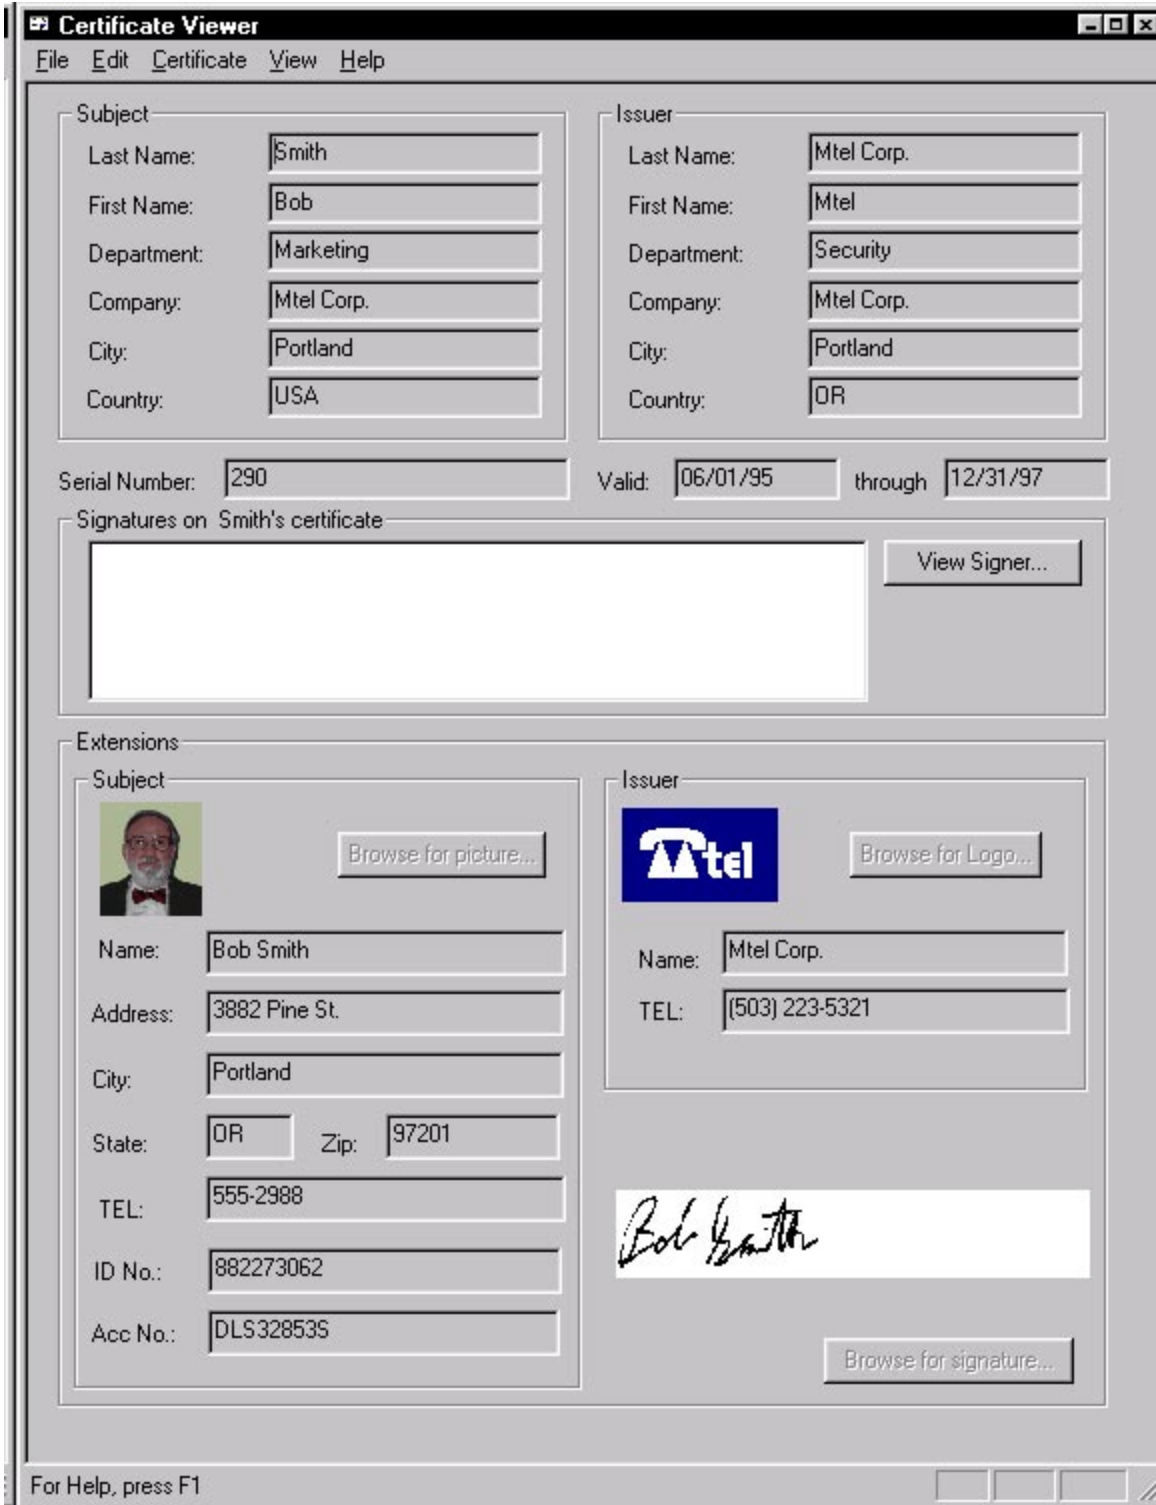 Certificate Viewer
File Edit Certificate View Help
Subject
Last Name: Smith
First Name: Bob
Department: Marketing
Company: Mtel Corp.
City: Portland
Country: USA
Issuer
Last Name: Mtel Corp.
First Name: Mtel
Department: Security
Company: Mtel Corp.
City: Portland
Country: OR
Serial Number: 290 Valid: 06/01/95 through 12/31/97
Signatures on Smith's certificate
View Signer...
Extensions
Subject
Browse for picture...
Name: Bob Smith
Address: 3882 Pine St.
City: Portland
State: OR Zip: 97201
TEL: 555-2988
ID No.: 882273062
Acc No.: DLS32853S
Issuer
Mtel
Browse for Logo...
Name: Mtel Corp.
TEL: (503) 223-5321
Bob Smith
Browse for signature...
For Help, press F1